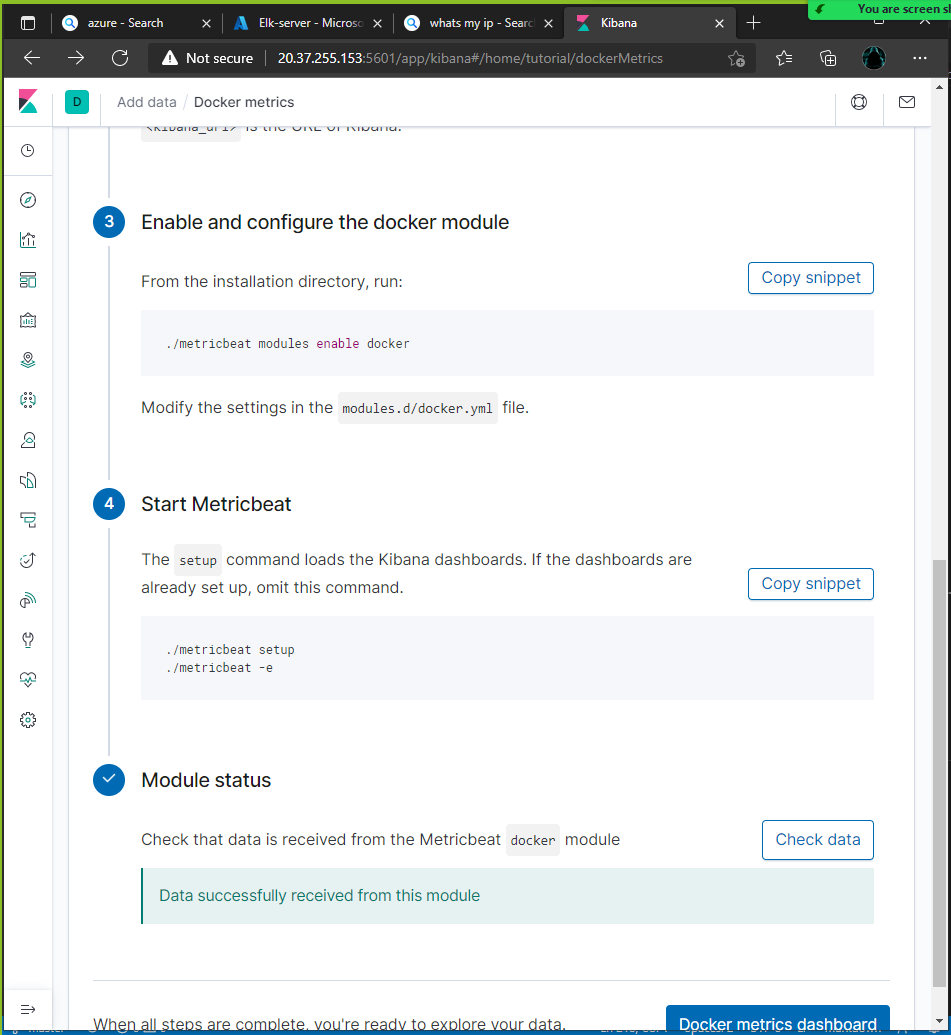 You are screen s
azure - Search
Elk-server - Microso
whats my ip - Searc
Kibana
Not secure
20.37.255.153:5601/app/kibana#/home/tutorial/dockerMetrics
D
Add data / Docker metrics
<kibana_url> is the URL of Kibana.
3
Enable and configure the docker module
From the installation directory, run:
Copy snippet
./metricbeat modules enable docker
Modify the settings in the modules.d/docker.yml file.
4
Start Metricbeat
The setup command loads the Kibana dashboards. If the dashboards are
already set up, omit this command.
Copy snippet
./metricbeat setup
./metricbeat -e
Module status
Check that data is received from the Metricbeat docker module
Check data
Data successfully received from this module
When all steps are complete, you're ready to explore your data.
Docker metrics dashboard